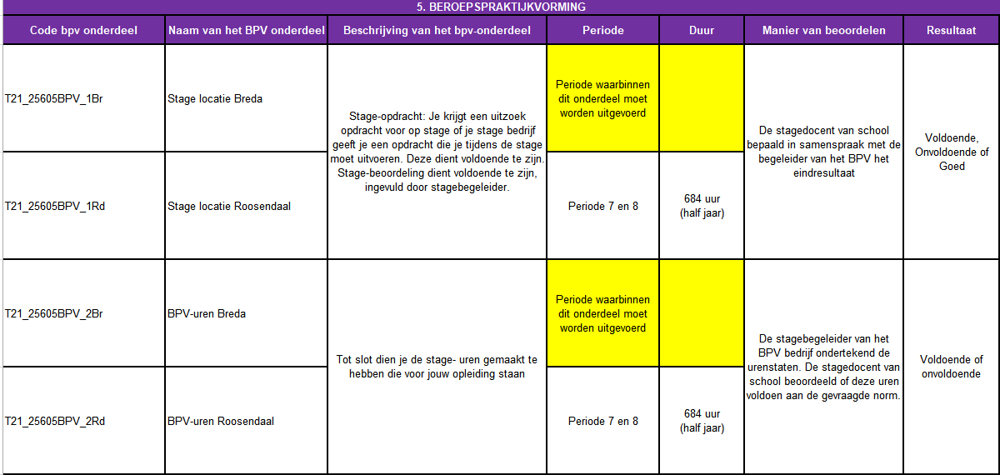 5. BEROEPSPRAKTIJKVORMING
Code bpv onderdeel
Naam van het BPV onderdeel
Beschrijving van het bpv-onderdeel
Periode
Duur
Manier van beoordelen
Resultaat
T21_25605BPV_1Br
Stage locatie Breda
Stage-opdracht: Je krijgt een uitzoek
opdracht voor op stage of je stage bedrijf
geeft je een opdracht die je tijdens de stage
moet uitvoeren. Deze dient voldoende te zijn.
Stage-beoordeling dient voldoende te zijn,
ingevuld door stagebegeleider.
Periode waarbinnen
dit onderdeel moet
worden uitgevoerd
De stagedocent van school
bepaald in samenspraak met de
begeleider van het BPV het
eindresultaat
Voldoende,
Onvoldoende of
Goed
T21_25605BPV_1Rd
Stage locatie Roosendaal
Periode 7 en 8
684 uur
(half jaar)
T21_25605BPV_2Br
BPV-uren Breda
Tot slot dien je de stage- uren gemaakt te
hebben die voor jouw opleiding staan
Periode waarbinnen
dit onderdeel moet
worden uitgevoerd
De stagebegeleider van het
BPV bedrijf ondertekend de
urenstaten. De stagedocent van
school beoordeeld of deze uren
voldoen aan de gevraagde norm.
Voldoende of
onvoldoende
T21_25605BPV_2Rd
BPV-uren Roosendaal
Periode 7 en 8
684 uur
(half jaar)